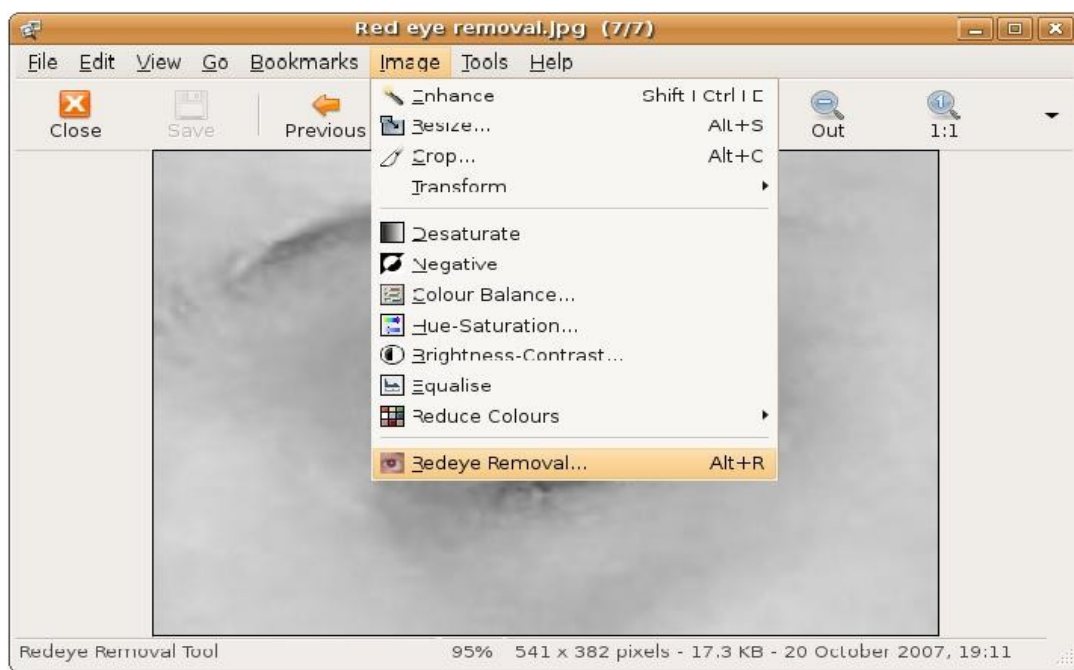 Red eye removal.jpg (7/7)
File Edit View Go Bookmarks Image Tools Help
Close Save Previous Out 1:1
Enhance
Resize... Alt+S
Crop... Alt+C
Transform
Desaturate
Negative
Colour Balance...
Hue-Saturation...
Brightness-Contrast...
Equalise
Reduce Colours
Redeye Removal... Alt+R
Redeye Removal Tool 95% 541 x 382 pixels - 17.3 KB - 20 October 2007, 19:11